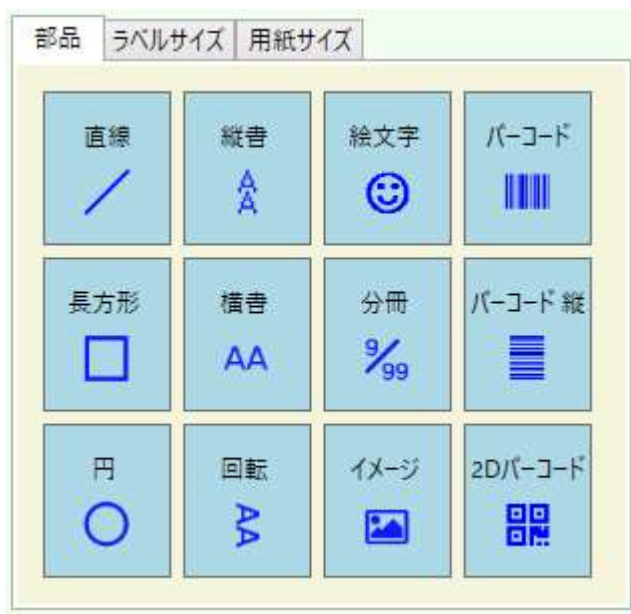 部品 ラベルサイズ 用紙サイズ
直線 縦書 絵文字 バーコード
A
A
長方形 横書 分冊 バーコード 縦
AA 9/99
円 回転 イメージ 2Dバーコード
AA